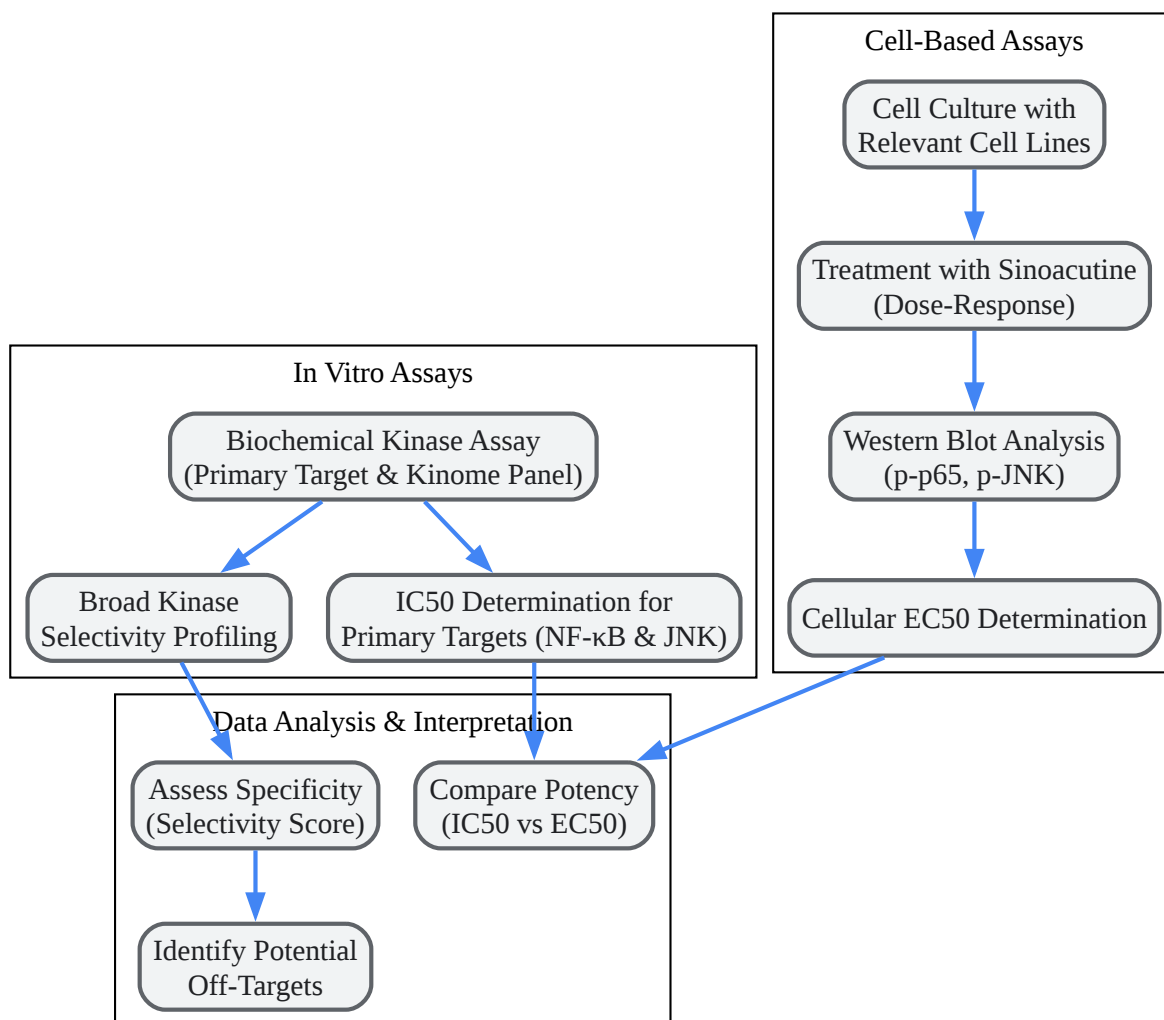 Cell-Based Assays
Cell Culture with
Relevant Cell Lines
Treatment with Sinoacutine
(Dose-Response)
Western Blot Analysis
(p-p65, p-JNK)
Cellular EC50 Determination
In Vitro Assays
Biochemical Kinase Assay
(Primary Target & Kinome Panel)
Broad Kinase
Selectivity Profiling
IC50 Determination for
Primary Targets (NF-κB & JNK)
Data Analysis & Interpretation
Assess Specificity
(Selectivity Score)
Compare Potency
(IC50 vs EC50)
Identify Potential
Off-Targets